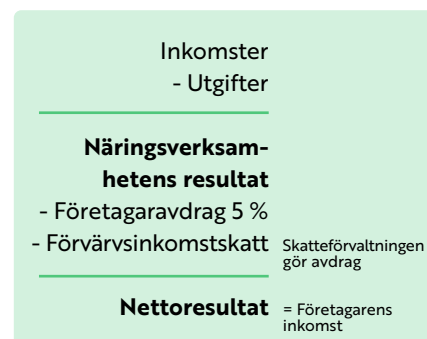 Inkomster
- Utgifter
Näringsverksam-
hetens resultat
- Företagaravdrag 5 %
- Förvärvsinkomstskatt
Skatteförvaltningen
gör avdrag
Nettoresultat
= Företagarens
inkomst